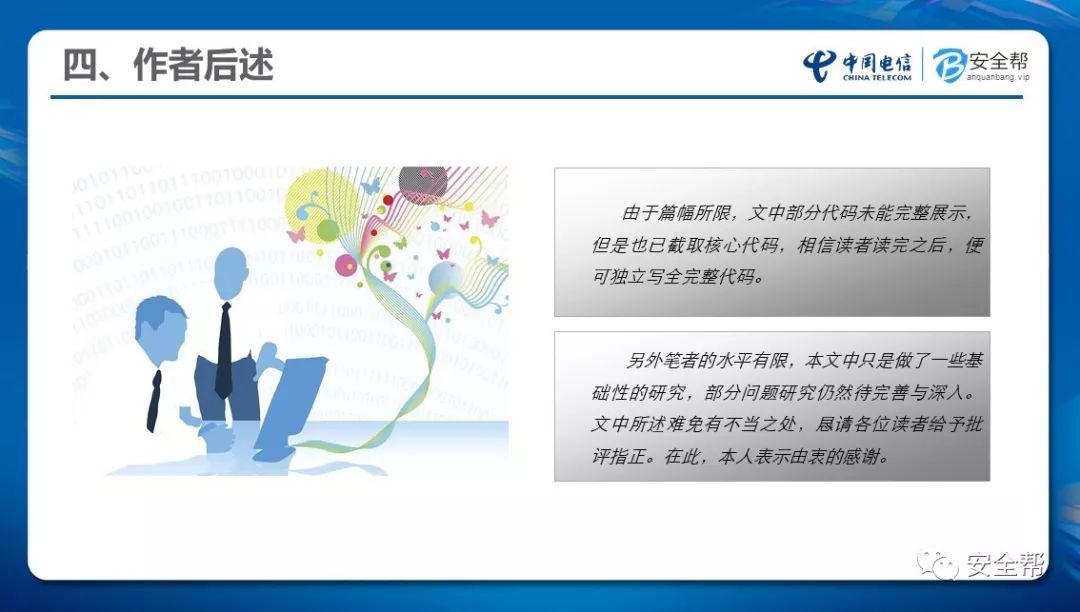 四、作者后述
中国电信
CHINA TELECOM
安全帮
anquanbang.vip
由于篇幅所限，文中部分代码未能完整展示，
但是也已截取核心代码，相信读者读完之后，便
可独立写全完整代码。
另外笔者的水平有限，本文中只是做了一些基
础性的研究，部分问题研究仍然待完善与深入。
文中所述难免有不当之处，恳请各位读者给予批
评指正。在此，本人表示由表的感谢。
安全帮